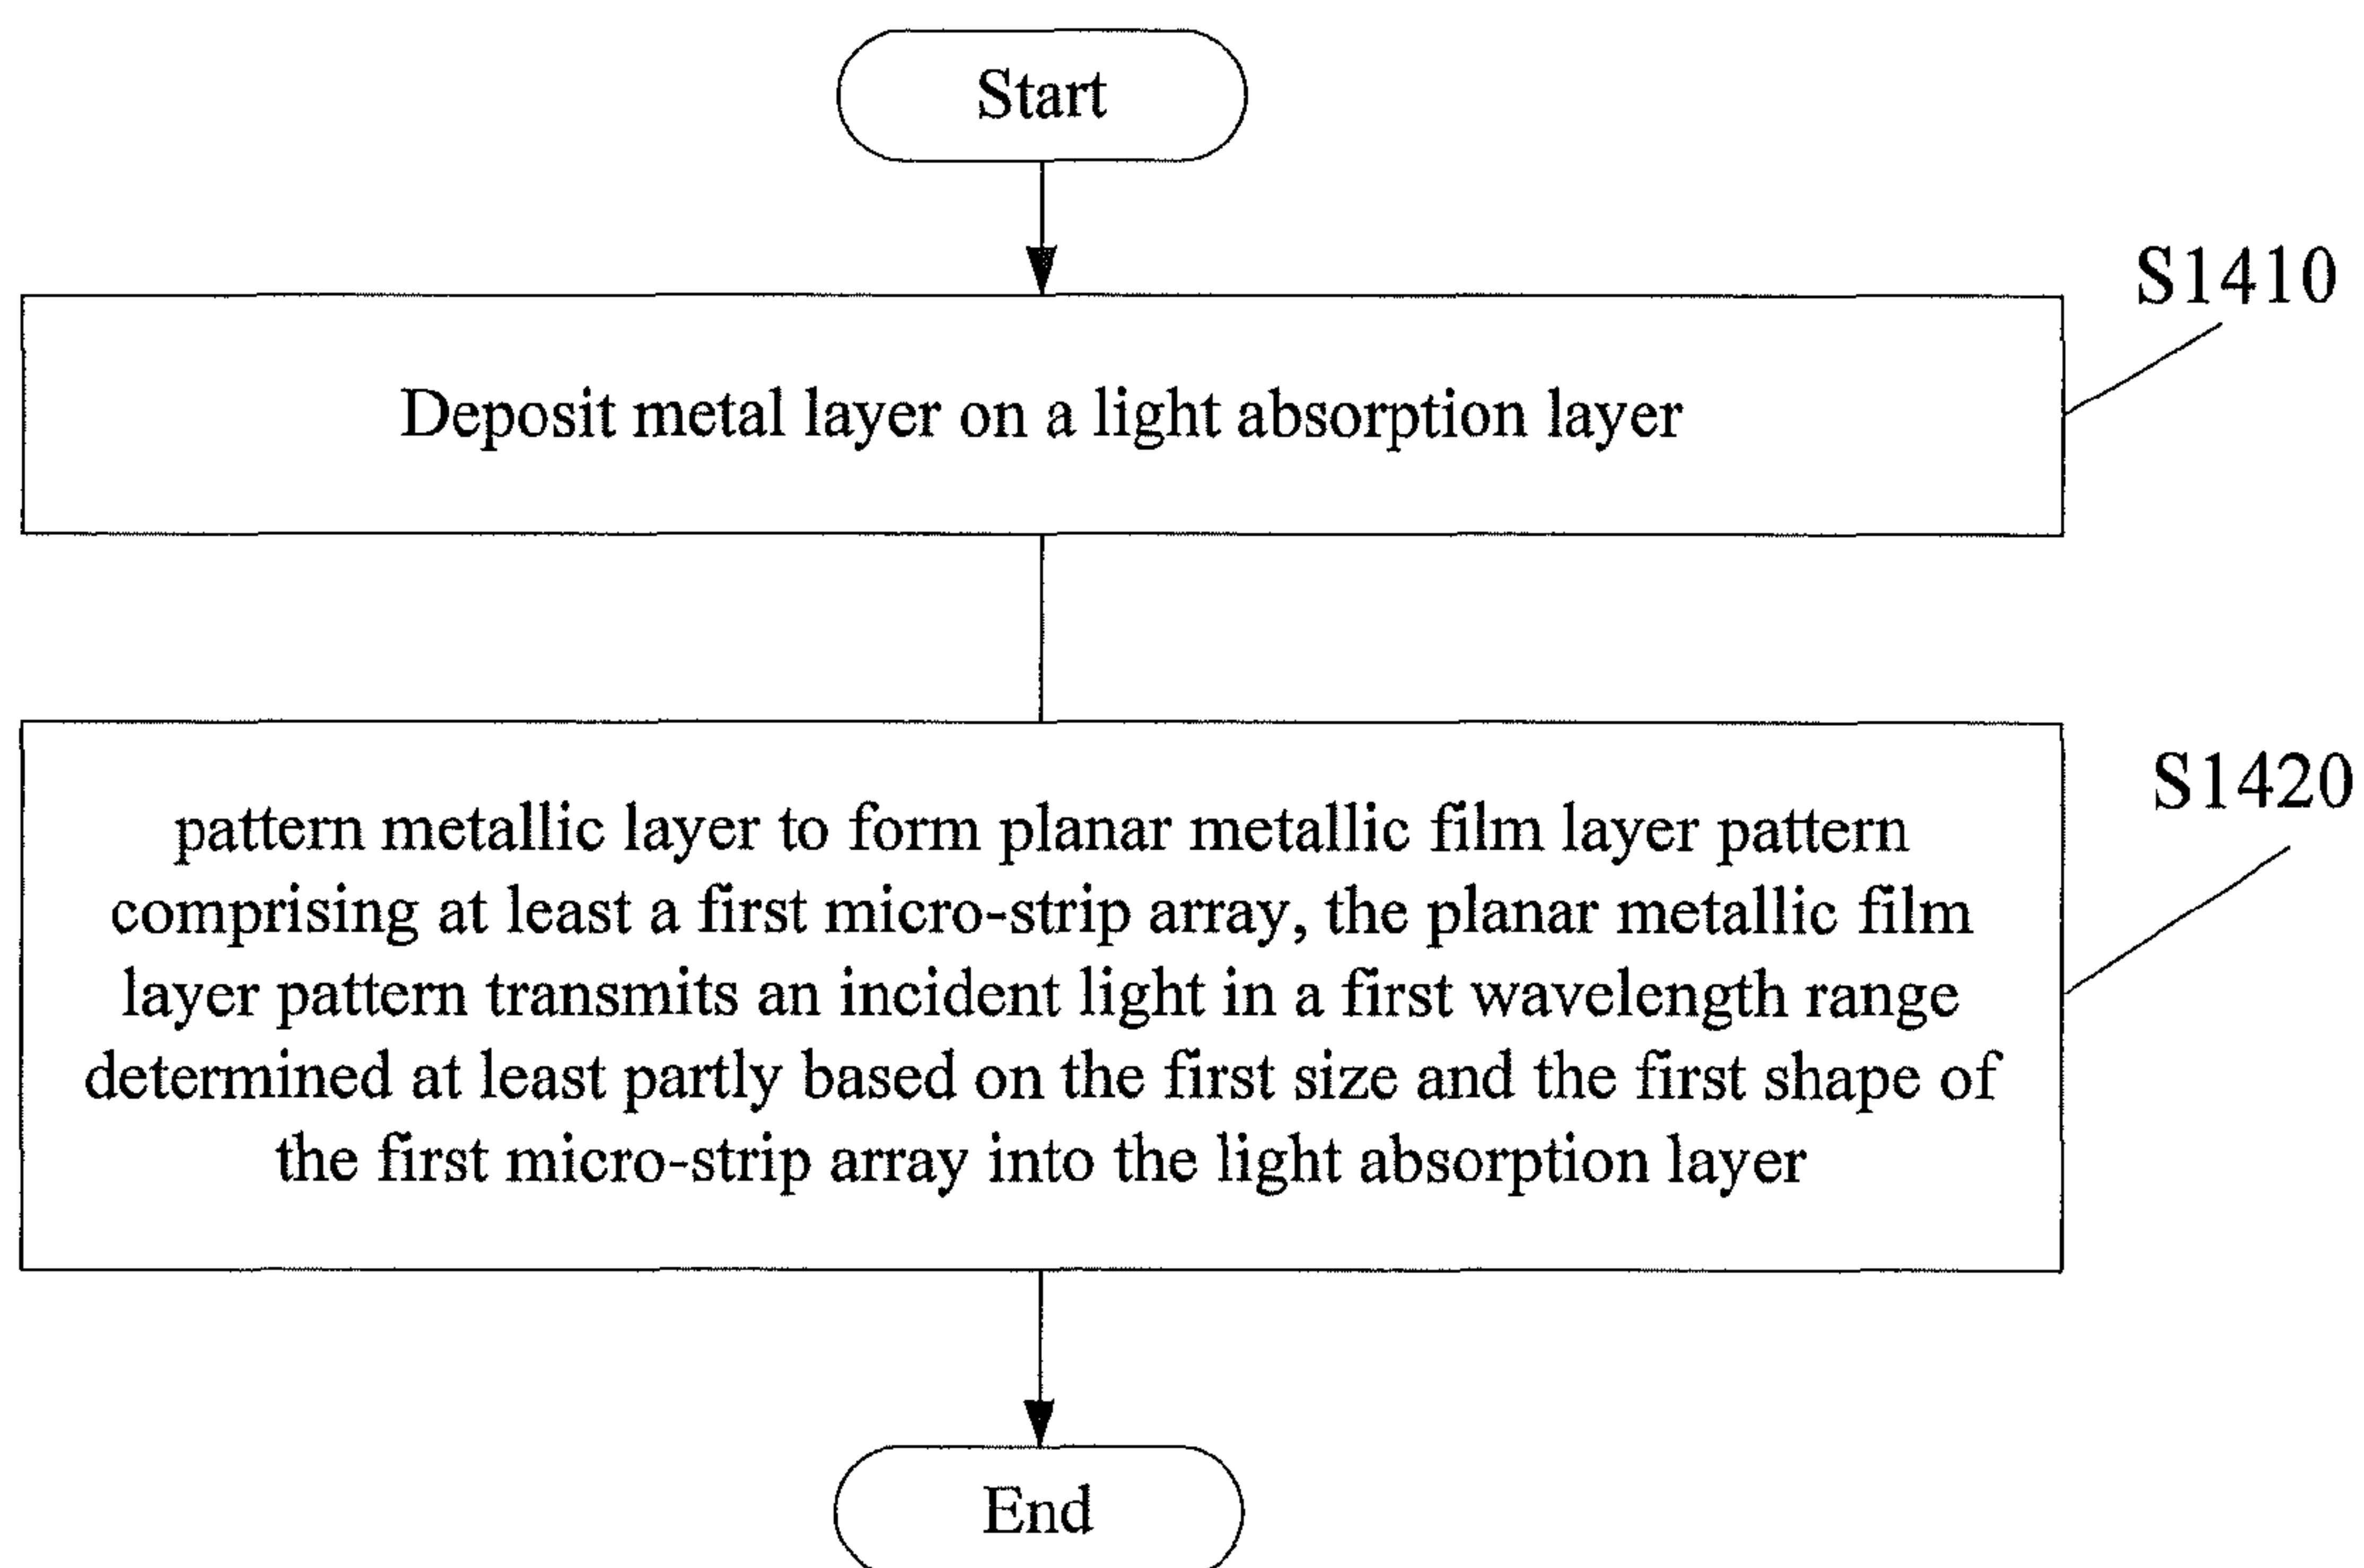 Start
S1410
Deposit metal layer on a light absorption layer
S1420
pattern metallic layer to form planar metallic film layer pattern
comprising at least a first micro-strip array, the planar metallic film
layer pattern transmits an incident light in a first wavelength range
determined at least partly based on the first size and the first shape of
the first micro-strip array into the light absorption layer
End